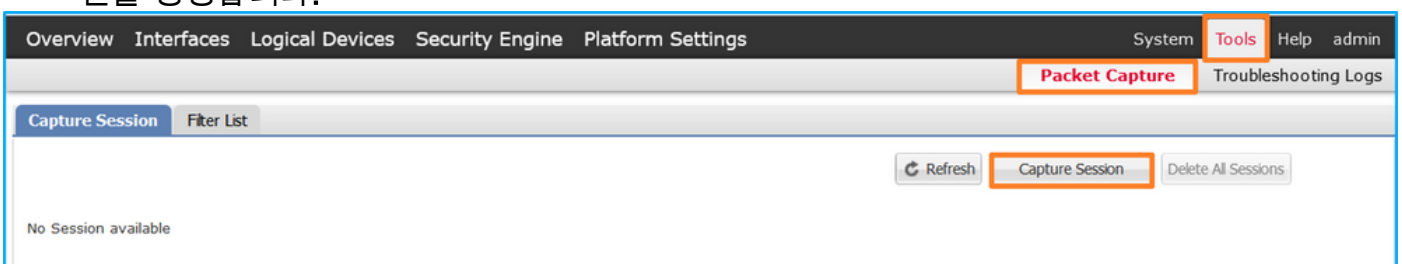 Overview Interfaces Logical Devices Security Engine Platform Settings System Tools Help admin
Packet Capture Troubleshooting Logs
Capture Session Filter List
Refresh Capture Session Delete All Sessions
No Session available